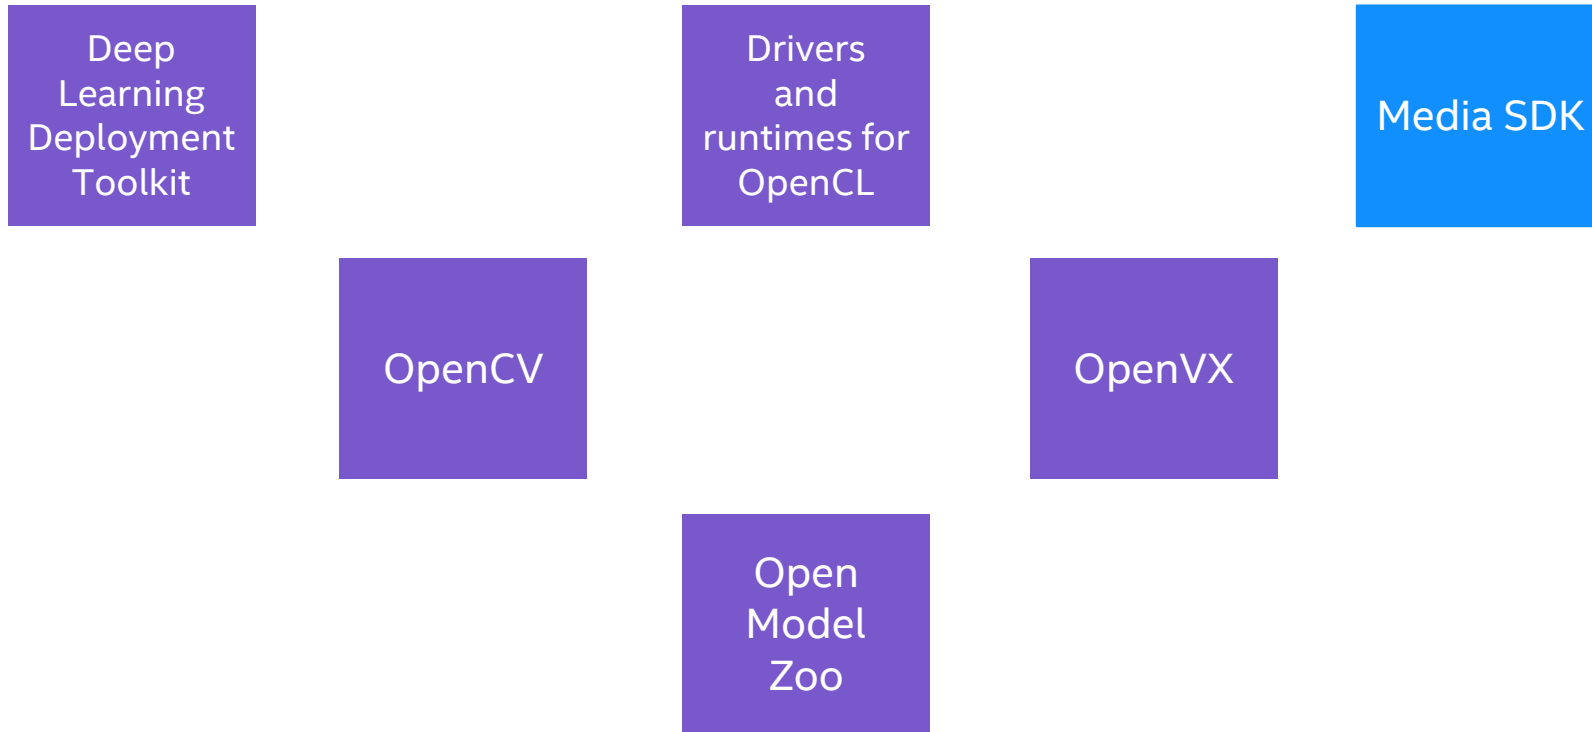 Deep
Learning
Deployment
Toolkit
Drivers
and
runtimes for
OpenCL
Media SDK
OpenCV
OpenVX
Open
Model
Zoo